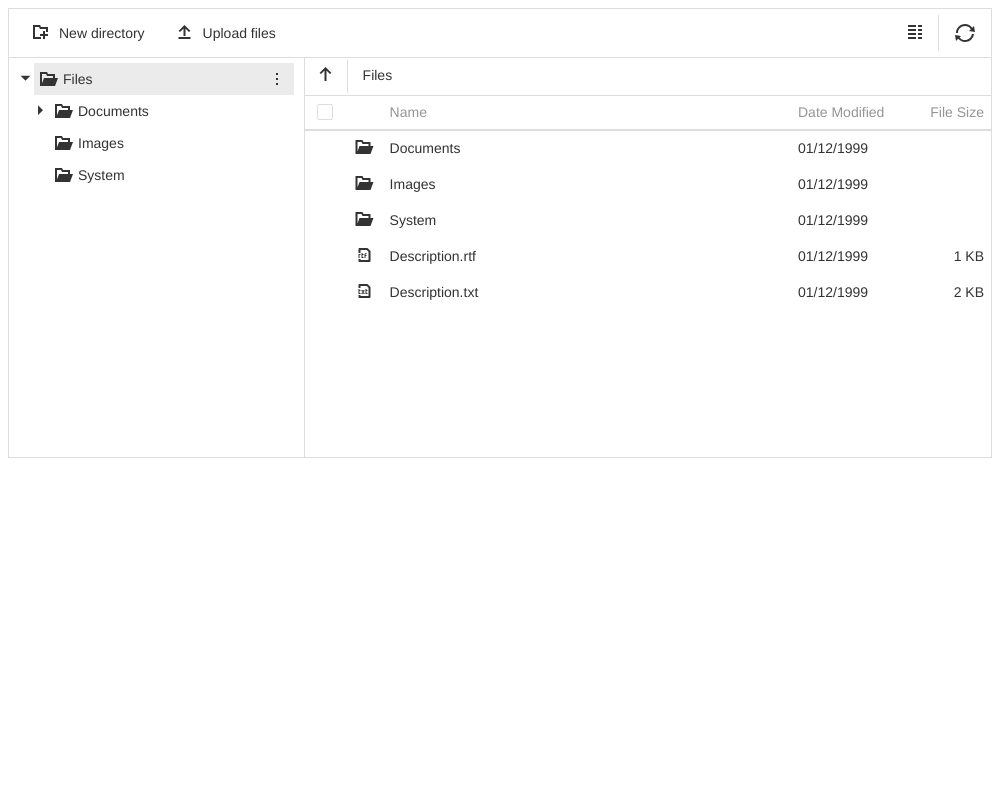 New directory Upload files
Files
Documents
Images
System
Files
Name Date Modified File Size
Documents 01/12/1999
Images 01/12/1999
System 01/12/1999
Description.rtf 01/12/1999 1 KB
Description.txt 01/12/1999 2 KB